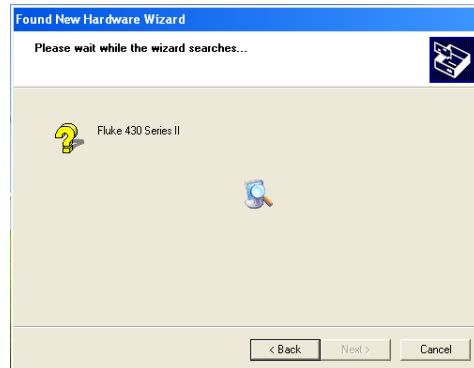 Found New Hardware Wizard
Please wait while the wizard searches...
Fluke 430 Series II
< Back
Next >
Cancel